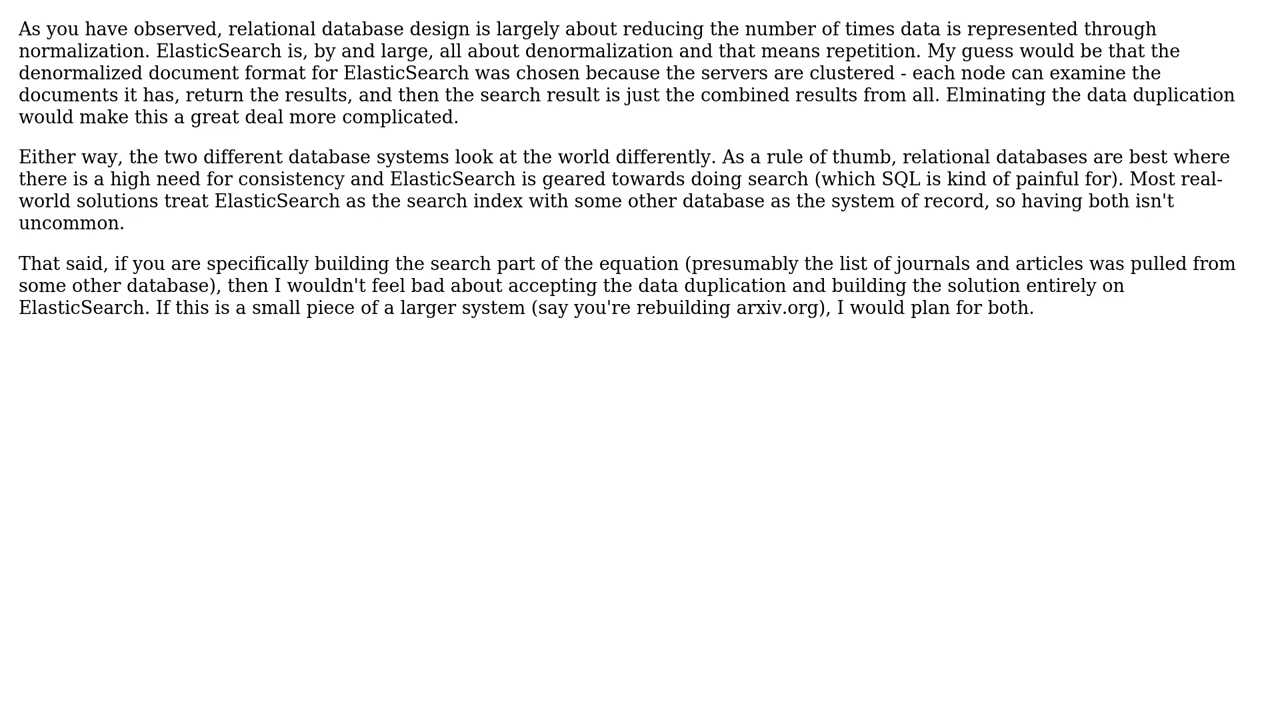 As you have observed, relational database design is largely about reducing the number of times data is represented through
normalization. ElasticSearch is, by and large, all about denormalization and that means repetition. My guess would be that the
denormalized document format for ElasticSearch was chosen because the servers are clustered - each node can examine the
documents it has, return the results, and then the search result is just the combined results from all. Elminating the data duplication
would make this a great deal more complicated.
Either way, the two different database systems look at the world differently. As a rule of thumb, relational databases are best where
there is a high need for consistency and ElasticSearch is geared towards doing search (which SQL is kind of painful for). Most real-
world solutions treat ElasticSearch as the search index with some other database as the system of record, so having both isn't
uncommon.
That said, if you are specifically building the search part of the equation (presumably the list of journals and articles was pulled from
some other database), then I wouldn't feel bad about accepting the data duplication and building the solution entirely on
ElasticSearch. If this is a small piece of a larger system (say you're rebuilding arxiv.org), I would plan for both.